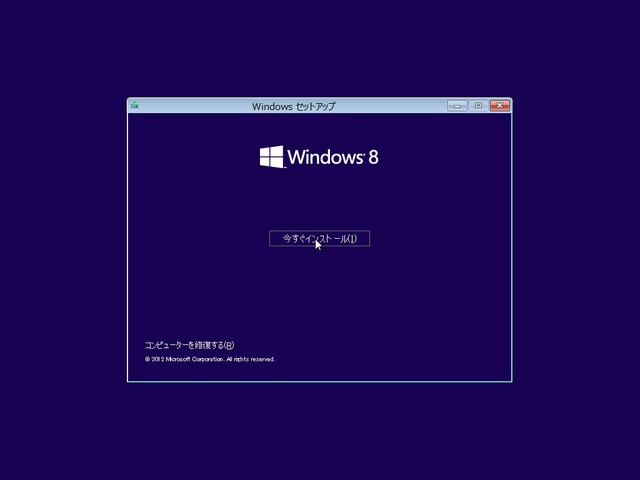 Windows セットアップ
Windows 8
今すぐインストール(I)
コンピューターを修復する(R)
© 2012 Microsoft Corporation. All rights reserved.